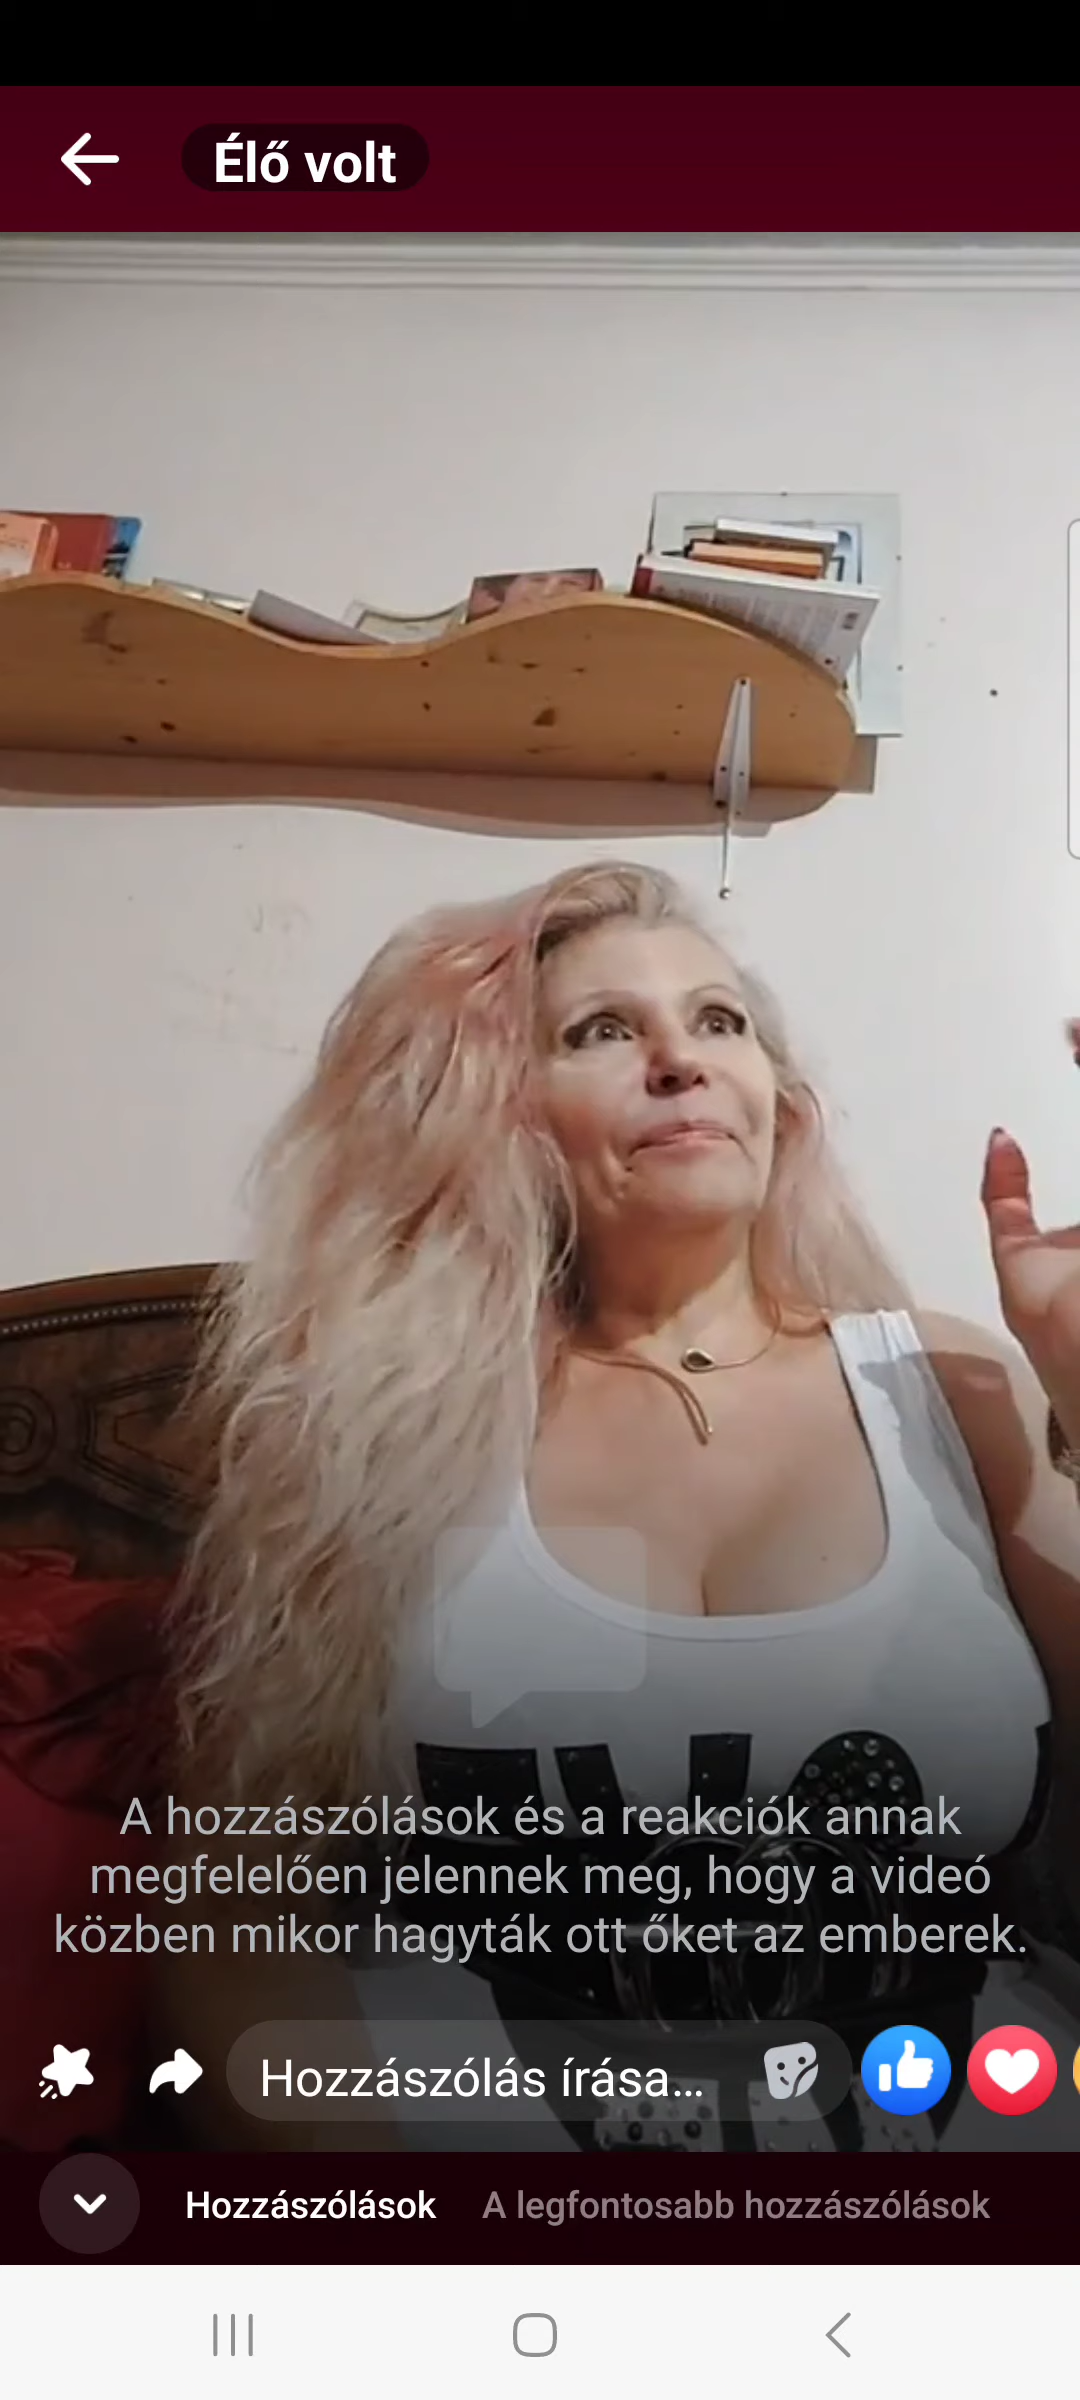 Élő volt
A hozzászólások és a reakciók annak
megfelelően jelennek meg, hogy a videó
közben mikor hagyták ott őket az emberek.
Hozzászólás írása...
Hozzászólások A legfontosabb hozzászólások